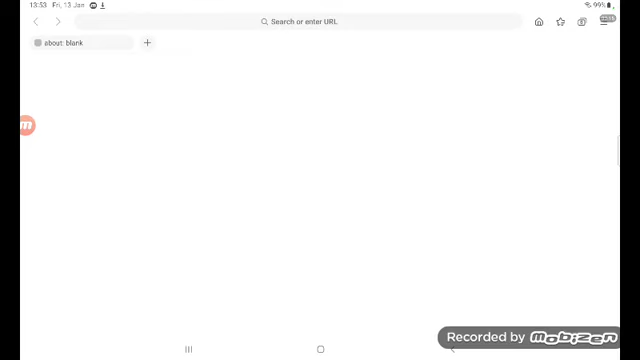 13:53 Fri, 13 Jan
99%
Search or enter URL
about: blank
m
Recorded by mobizen